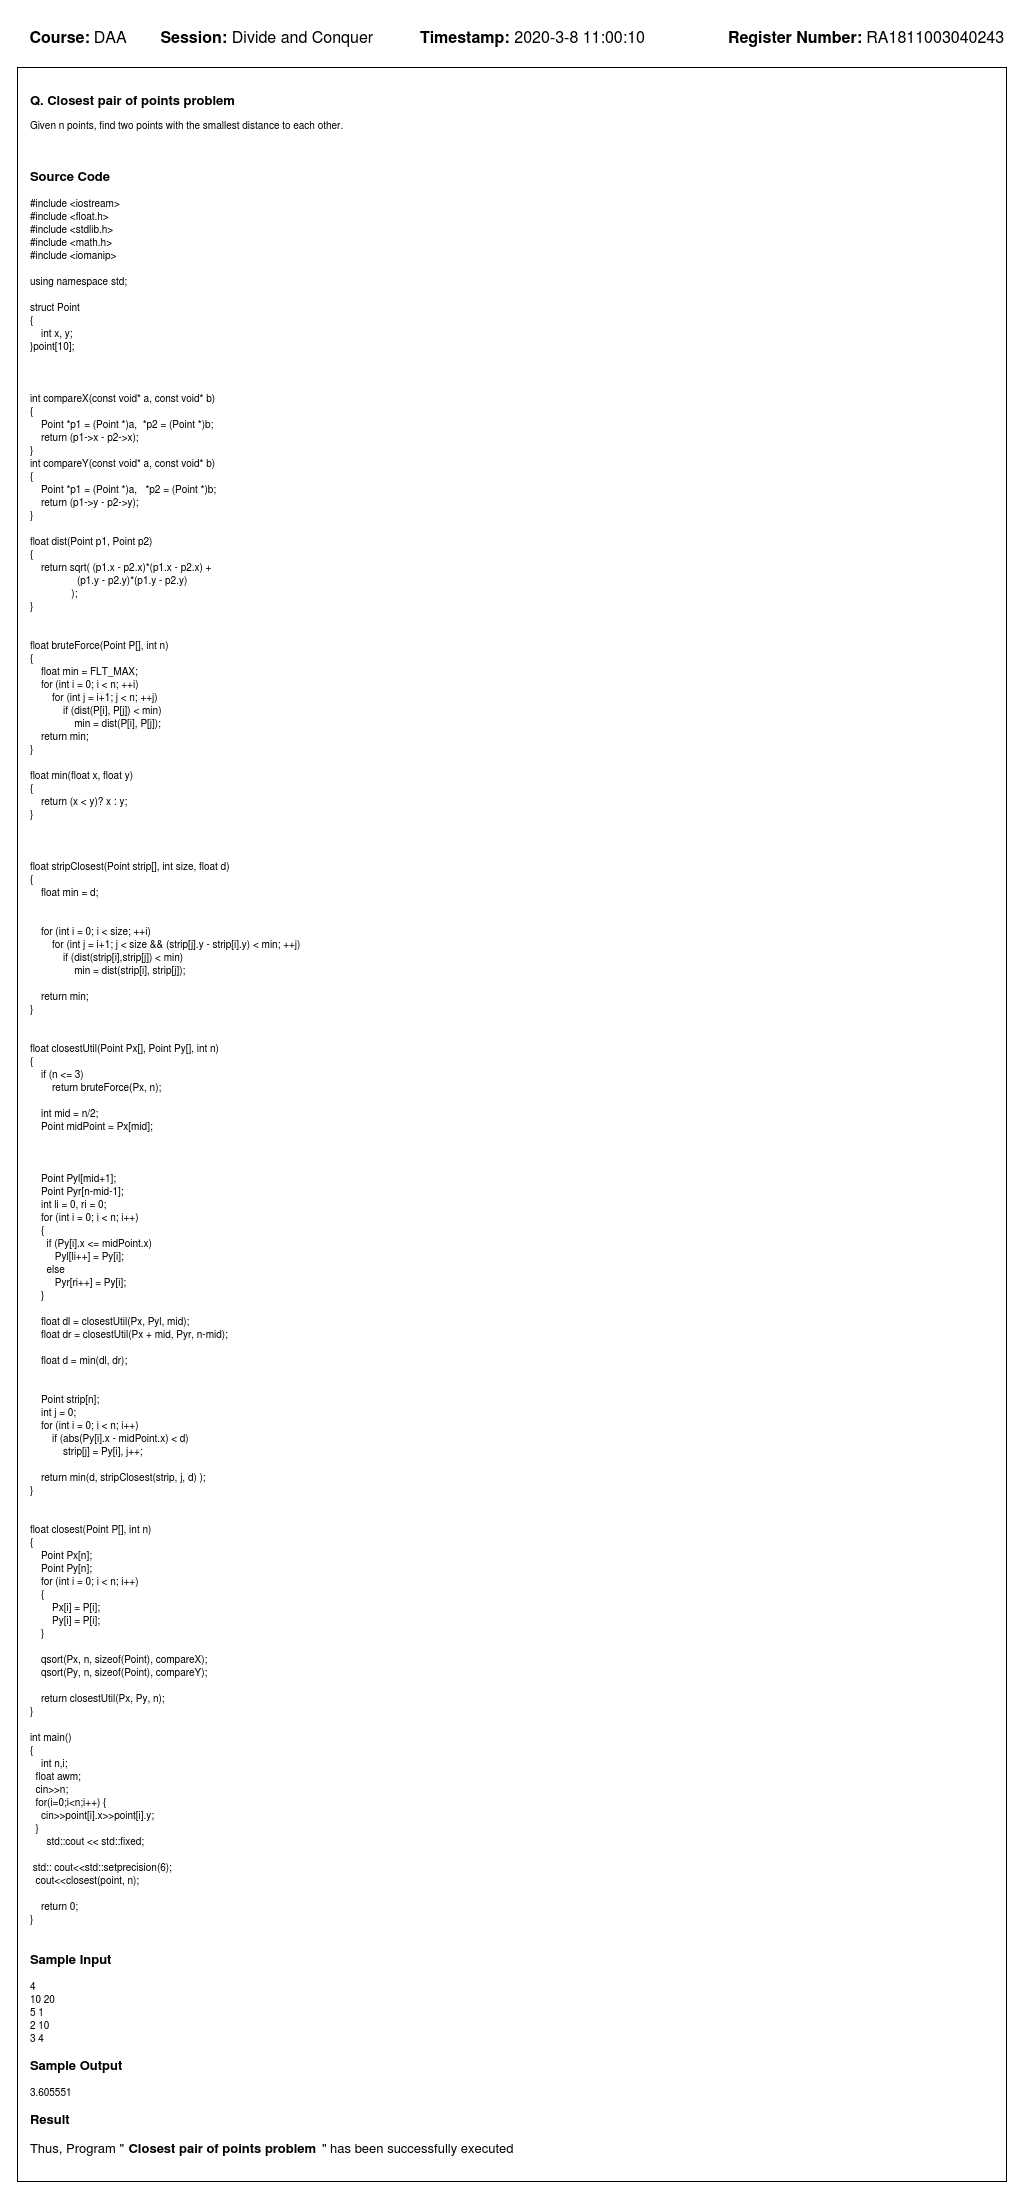 Course: DAA Session: Divide and Conquer Timestamp: 2020-3-8 11:00:10 Register Number: RA1811003040243
Q. Closest pair of points problem
Given n points, find two points with the smallest distance to each other.
Source Code
#include <iostream>
#include <float.h>
#include <stdlib.h>
#include <math.h>
#include <iomanip>
using namespace std;
struct Point
{
    int x, y;
}point[10];
int compareX(const void* a, const void* b)
{
    Point *p1 = (Point *)a,  *p2 = (Point *)b;
    return (p1->x - p2->x);
}
int compareY(const void* a, const void* b)
{
    Point *p1 = (Point *)a,   *p2 = (Point *)b;
    return (p1->y - p2->y);
}
float dist(Point p1, Point p2)
{
    return sqrt( (p1.x - p2.x)*(p1.x - p2.x) +
                 (p1.y - p2.y)*(p1.y - p2.y)
               );
}
float bruteForce(Point P[], int n)
{
    float min = FLT_MAX;
    for (int i = 0; i < n; ++i)
        for (int j = i+1; j < n; ++j)
            if (dist(P[i], P[j]) < min)
                min = dist(P[i], P[j]);
    return min;
}
float min(float x, float y)
{
    return (x < y)? x : y;
}
float stripClosest(Point strip[], int size, float d)
{
    float min = d;
    for (int i = 0; i < size; ++i)
        for (int j = i+1; j < size && (strip[j].y - strip[i].y) < min; ++j)
            if (dist(strip[i],strip[j]) < min)
                min = dist(strip[i], strip[j]);
    return min;
}
float closestUtil(Point Px[], Point Py[], int n)
{
    if (n <= 3)
        return bruteForce(Px, n);
    int mid = n/2;
    Point midPoint = Px[mid];
    Point Pyl[mid+1];
    Point Pyr[n-mid-1];
    int li = 0, ri = 0;
    for (int i = 0; i < n; i++)
    {
      if (Py[i].x <= midPoint.x)
         Pyl[li++] = Py[i];
      else
         Pyr[ri++] = Py[i];
    }
    float dl = closestUtil(Px, Pyl, mid);
    float dr = closestUtil(Px + mid, Pyr, n-mid);
    float d = min(dl, dr);
    Point strip[n];
    int j = 0;
    for (int i = 0; i < n; i++)
        if (abs(Py[i].x - midPoint.x) < d)
            strip[j] = Py[i], j++;
    return min(d, stripClosest(strip, j, d) );
}
float closest(Point P[], int n)
{
    Point Px[n];
    Point Py[n];
    for (int i = 0; i < n; i++)
    {
        Px[i] = P[i];
        Py[i] = P[i];
    }
    qsort(Px, n, sizeof(Point), compareX);
    qsort(Py, n, sizeof(Point), compareY);
    return closestUtil(Px, Py, n);
}
int main()
{
    int n,i;
  float awm;
  cin>>n;
  for(i=0;i<n;i++) {
    cin>>point[i].x>>point[i].y;
  }
      std::cout << std::fixed;
 std:: cout<<std::setprecision(6);
  cout<<closest(point, n);
    return 0;
}
Sample Input
4
10 20
5 1
2 10
3 4
Sample Output
3.605551
Result
Thus, Program " Closest pair of points problem " has been successfully executed